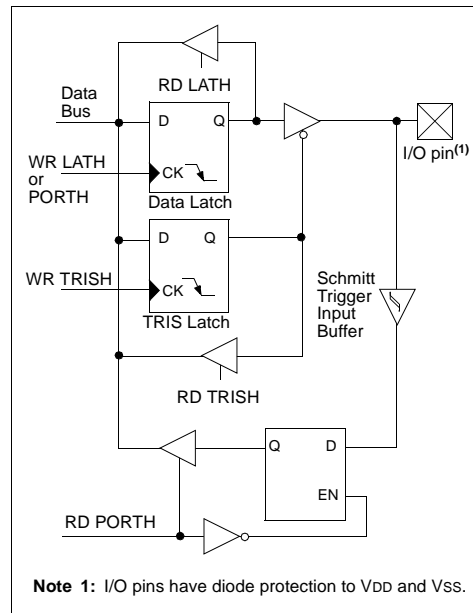 RD LATH
Data
Bus
D Q
I/O pin(1)
WR LATH
or
PORTH
CK
Data Latch
D Q
WR TRISH
CK
TRIS Latch
Schmitt
Trigger
Input
Buffer
RD TRISH
Q D
EN
RD PORTH
Note 1: I/O pins have diode protection to VDD and VSS.